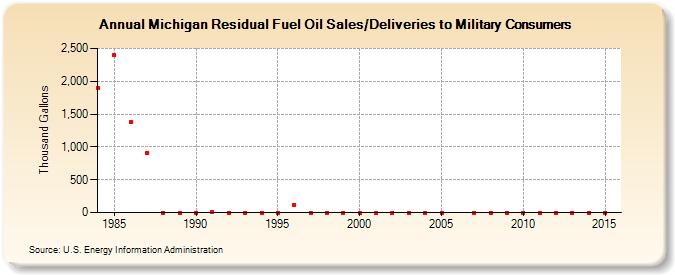 Annual Michigan Residual Fuel Oil Sales/Deliveries to Military Consumers
Thousand Gallons
2,500
2,000
1,500
1,000
500
0
1985 1990 1995 2000 2005 2010 2015
Source: U.S. Energy Information Administration